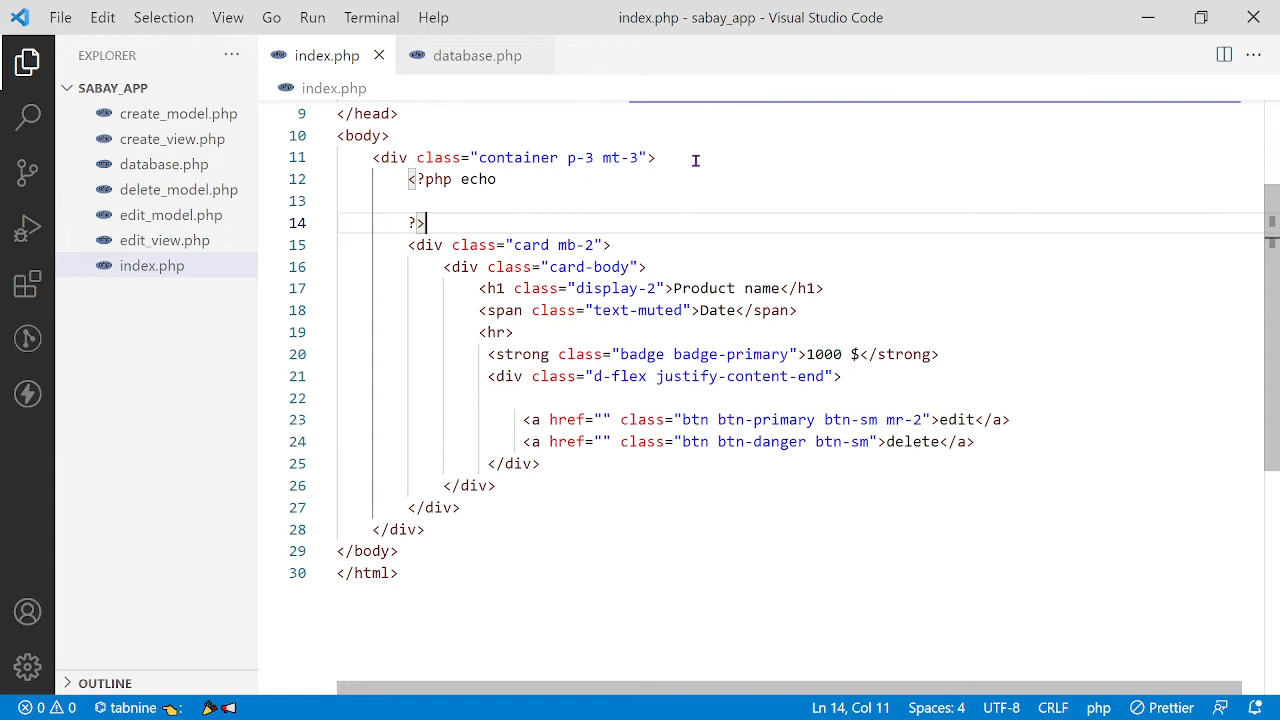 File Edit Selection View Go Run Terminal Help index.php - sabay_app - Visual Studio Code
EXPLORER
SABAY_APP
create_model.php
create_view.php
database.php
delete_model.php
edit_model.php
edit_view.php
index.php
OUTLINE
index.php database.php
index.php
9 </head>
10 <body>
11 <div class="container p-3 mt-3">
12 <?php echo
13
14 ?>
15 <div class="card mb-2">
16 <div class="card-body">
17 <h1 class="display-2">Product name</h1>
18 <span class="text-muted">Date</span>
19 <hr>
20 <strong class="badge badge-primary">1000 $</strong>
21 <div class="d-flex justify-content-end">
22
23 <a href="" class="btn btn-primary btn-sm mr-2">edit</a>
24 <a href="" class="btn btn-danger btn-sm">delete</a>
25 </div>
26 </div>
27 </div>
28 </div>
29 </body>
30 </html>
0 0 tabnine Ln 14, Col 11 Spaces: 4 UTF-8 CRLF php Prettier